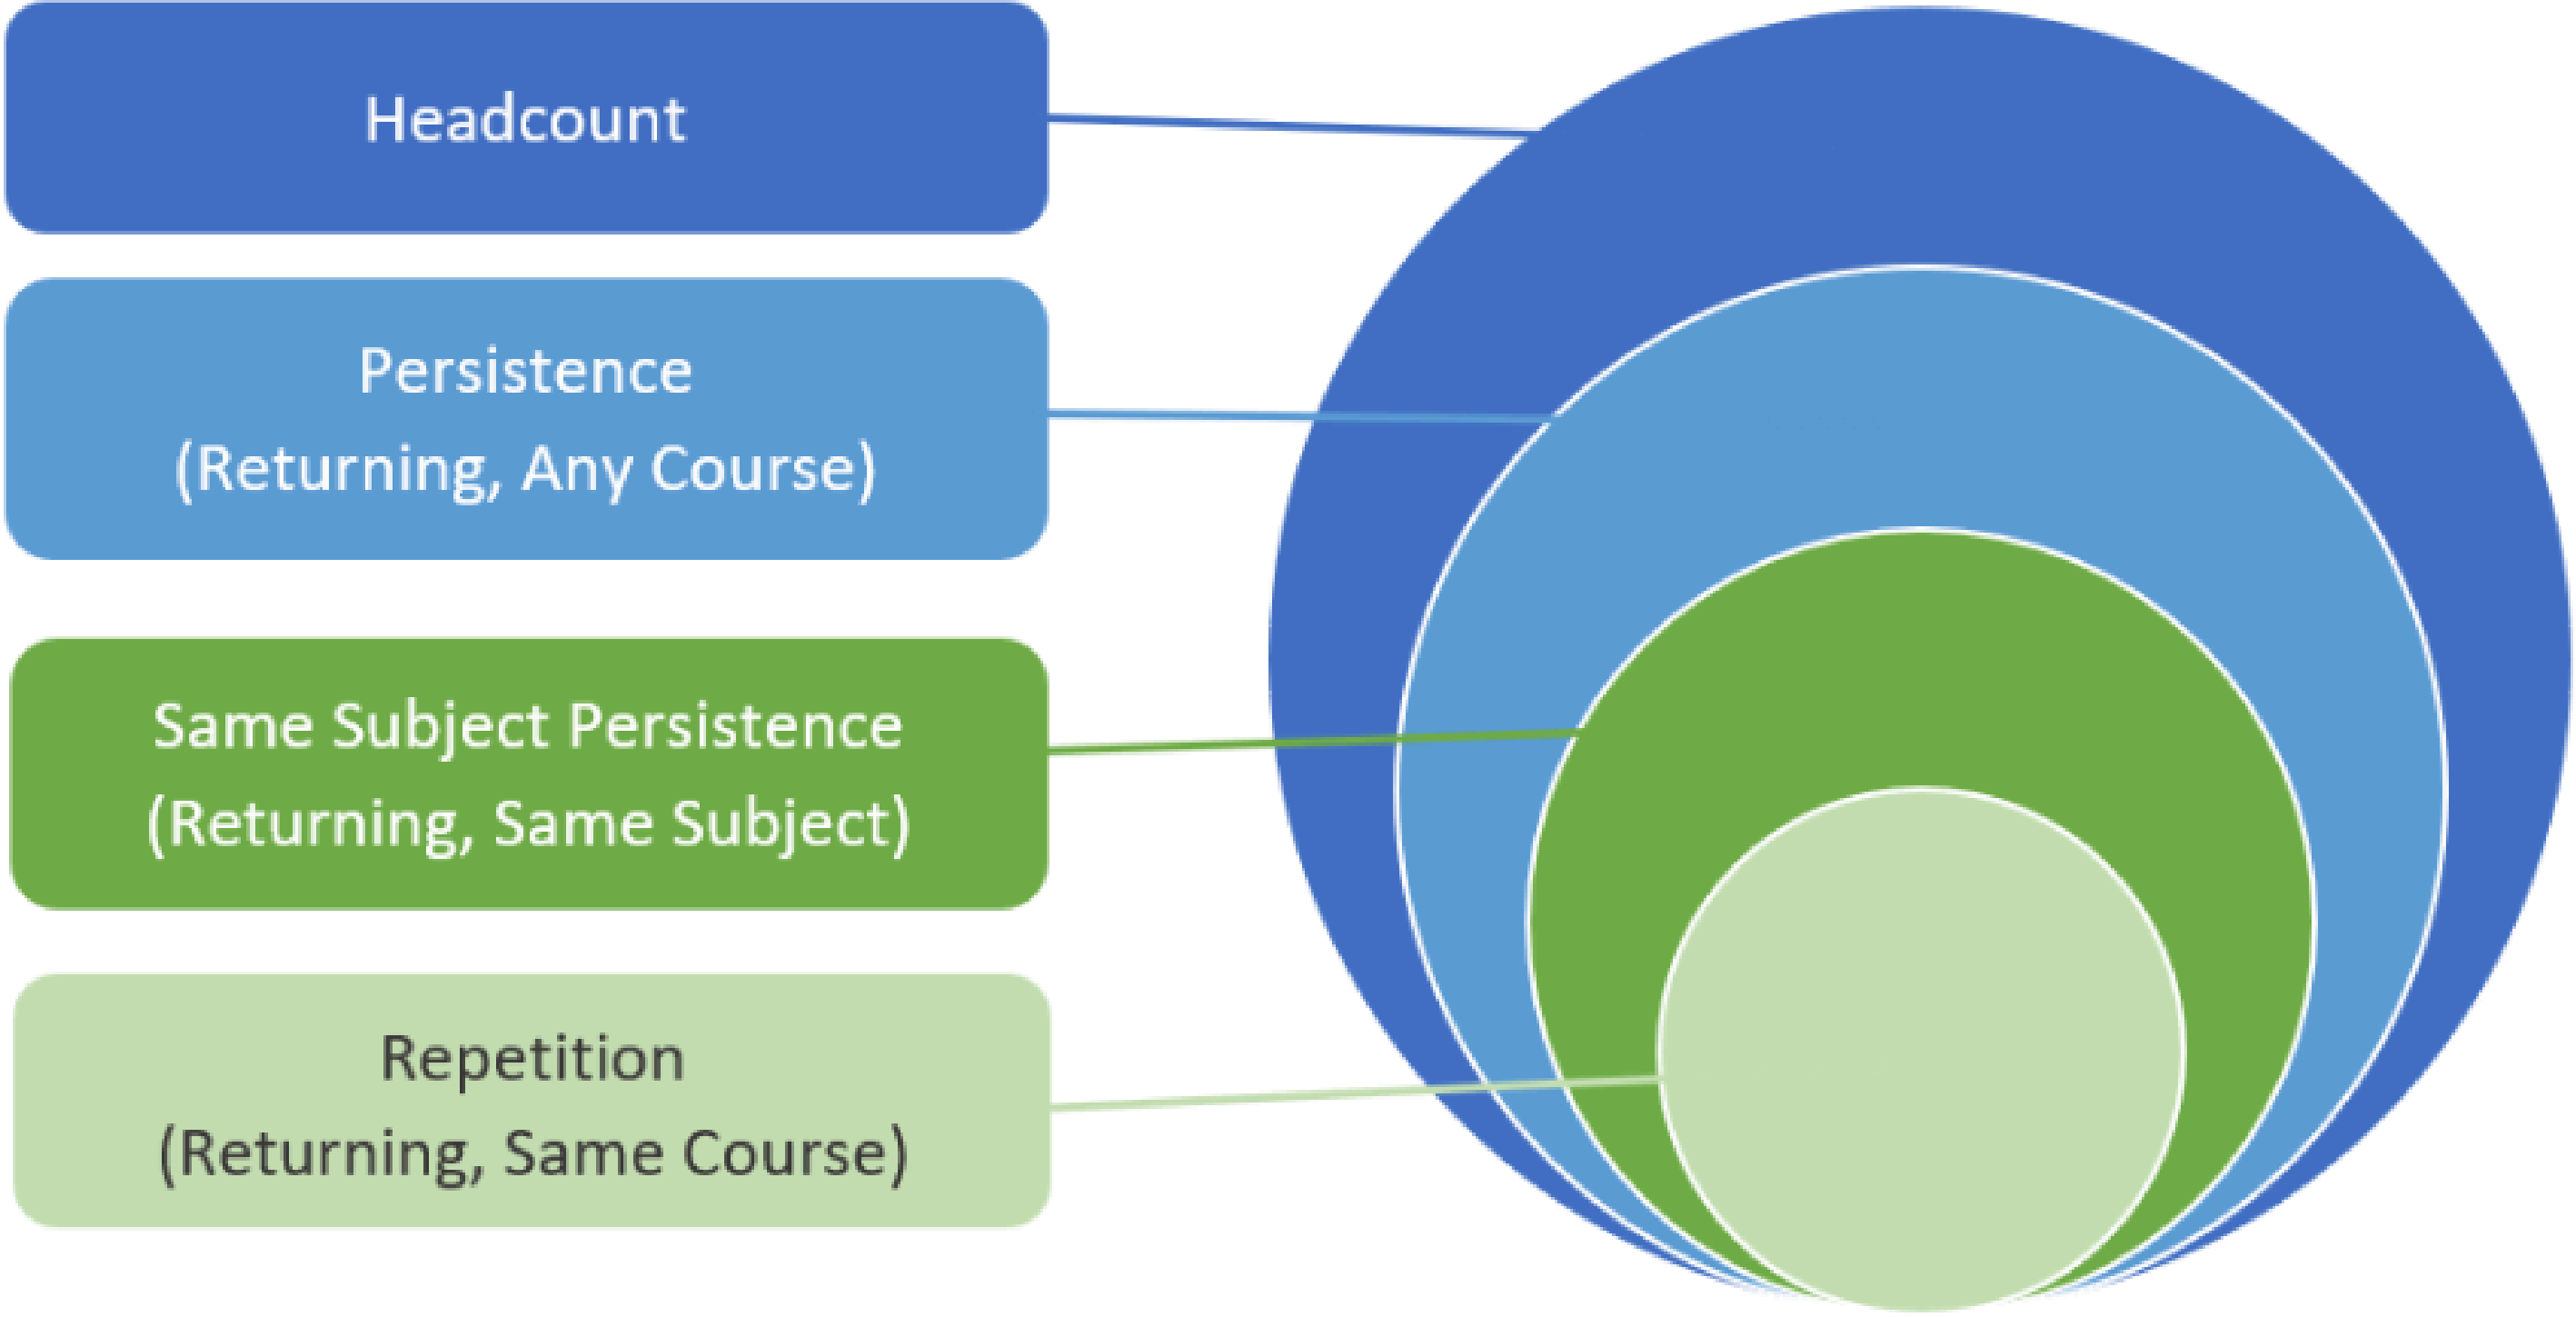 Headcount
Persistence
(Returning, Any Course)
Same Subject Persistence
(Returning, Same Subject)
Repetition
(Returning, Same Course)